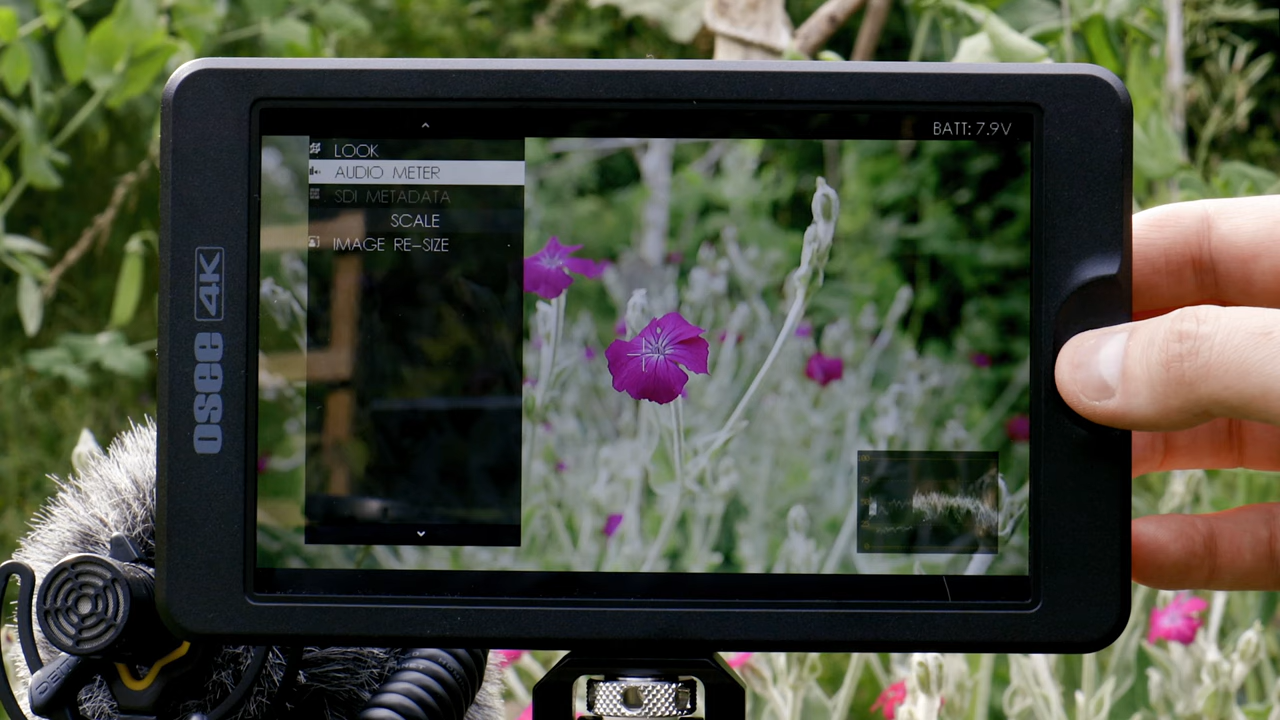 BATT: 7.9V
LOOK
AUDIO METER
SDI METADATA
SCALE
IMAGE RE-SIZE
osee 4K